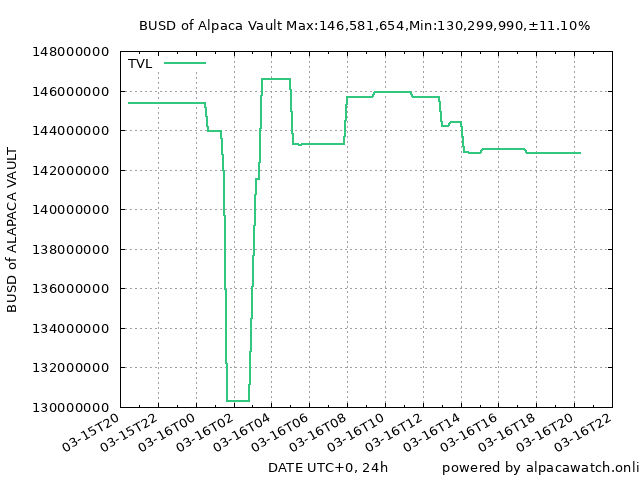 BUSD of Alpaca Vault Max:146,581,654,Min:130,299,990,±11.10%
TVL
148000000
146000000
144000000
142000000
140000000
138000000
136000000
134000000
132000000
130000000
BUSD of ALAPACA VAULT
03-15T20
03-15T22
03-16T00
03-16T02
03-16T04
03-16T06
03-16T08
03-16T10
03-16T12
03-16T14
03-16T16
03-16T18
03-16T20
03-16T22
DATE UTC+0, 24h
powered by alpacawatch.onli